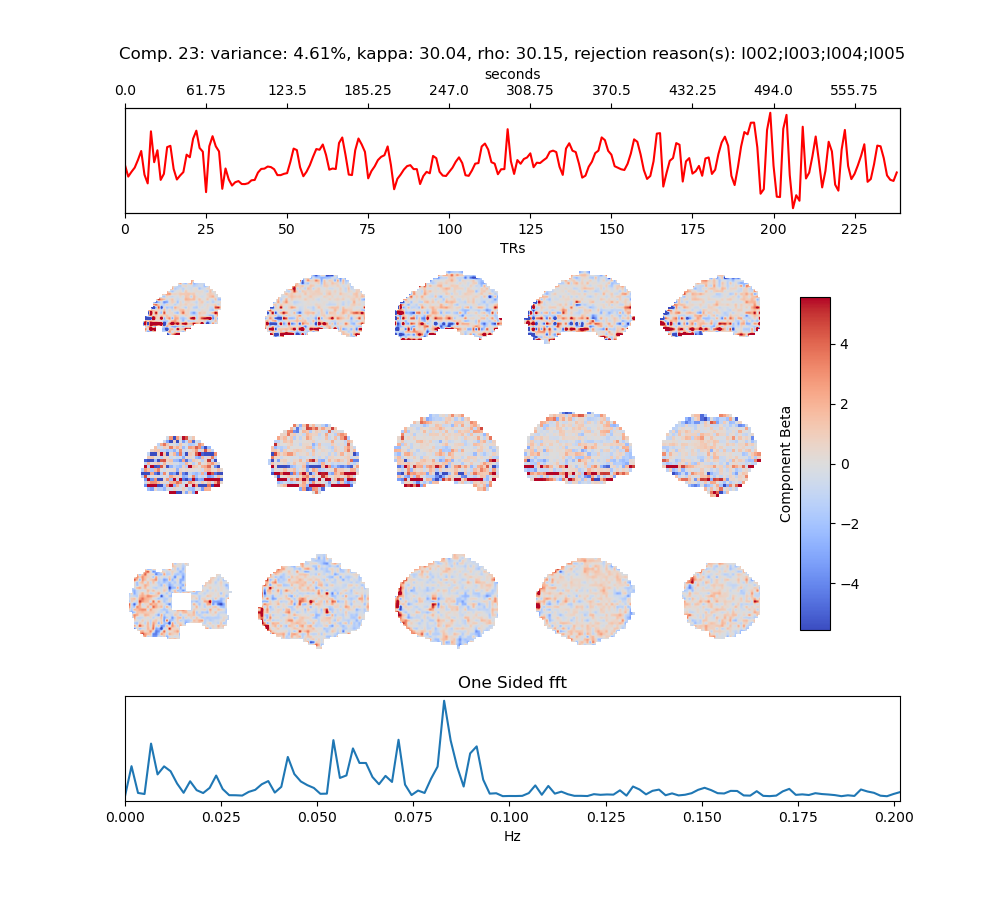 Comp. 23: variance: 4.61%, kappa: 30.04, rho: 30.15, rejection reason(s): I002;I003;I004;I005
seconds
0.0 61.75 123.5 185.25 247.0 308.75 370.5 432.25 494.0 555.75
0 25 50 75 100 125 150 175 200 225
TRs
4
2
0
−2
−4
Component Beta
One Sided fft
0.000 0.025 0.050 0.075 0.100 0.125 0.150 0.175 0.200
Hz